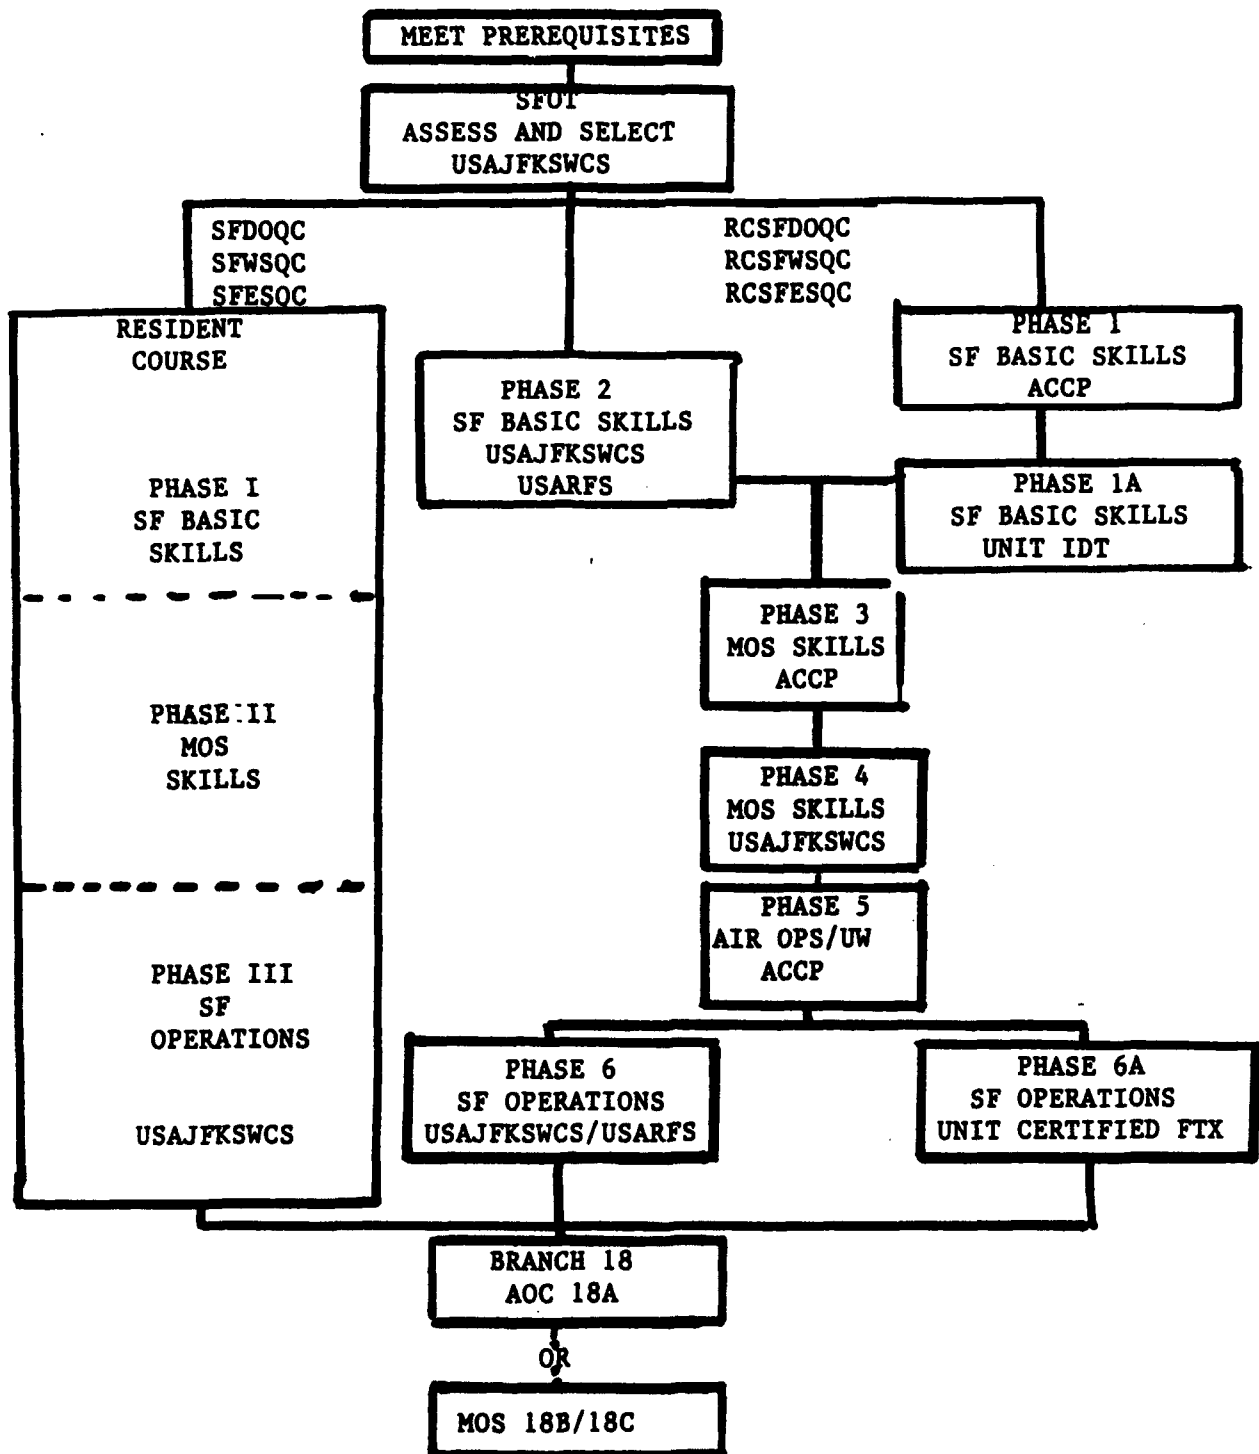 MEET PREREQUISITES
SFOT
ASSESS AND SELECT
USAJFKSWCS
SFDOQC
SFWSQC
SFESQC
RCSFDOQC
RCSFWSQC
RCSFESQC
RESIDENT
COURSE
PHASE I
SF BASIC
SKILLS
PHASE II
MOS
SKILLS
PHASE III
SF
OPERATIONS
USAJFKSWCS
PHASE 2
SF BASIC SKILLS
USAJFKSWCS
USARFS
PHASE 1
SF BASIC SKILLS
ACCP
PHASE 1A
SF BASIC SKILLS
UNIT IDT
PHASE 3
MOS SKILLS
ACCP
PHASE 4
MOS SKILLS
USAJFKSWCS
PHASE 5
AIR OPS/UW
ACCP
PHASE 6
SF OPERATIONS
USAJFKSWCS/USARFS
PHASE 6A
SF OPERATIONS
UNIT CERTIFIED FTX
BRANCH 18
AOC 18A
OR
MOS 18B/18C